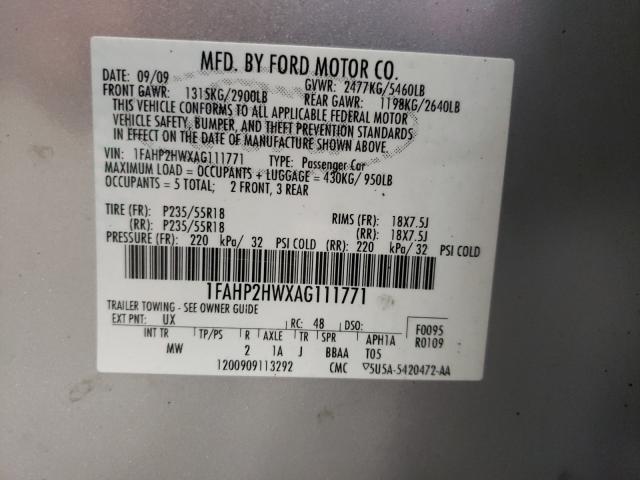 MFD. BY FORD MOTOR CO.
DATE: 09/09 GVWR: 2477KG/5460LB
FRONT GAWR: 1315KG/2900LB REAR GAWR: 1198KG/2640LB
THIS VEHICLE CONFORMS TO ALL APPLICABLE FEDERAL MOTOR
VEHICLE SAFETY, BUMPER, AND THEFT PREVENTION STANDARDS
IN EFFECT ON THE DATE OF MANUFACTURE SHOWN ABOVE.
VIN: 1FAHP2HWXAG111771 TYPE: Passenger Car
MAXIMUM LOAD = OCCUPANTS + LUGGAGE = 430KG/950LB
OCCUPANTS = 5 TOTAL; 2 FRONT, 3 REAR
TIRE (FR): P235/55R18 RIMS (FR): 18X7.5J
(RR): P235/55R18 (RR): 18X7.5J
PRESSURE (FR): 220 kPa/ 32 PSI COLD (RR): 220 kPa/ 32 PSI COLD
1FAHP2HWXAG111771
TRAILER TOWING - SEE OWNER GUIDE
EXT PNT: UX RC: 48 DSO: F0095
INT TR TP/PS R AXLE TR SPR APH1A R0109
MW 2 1A J BBAA T05
1200909113292 CMC ▽5U5A-5420472-AA